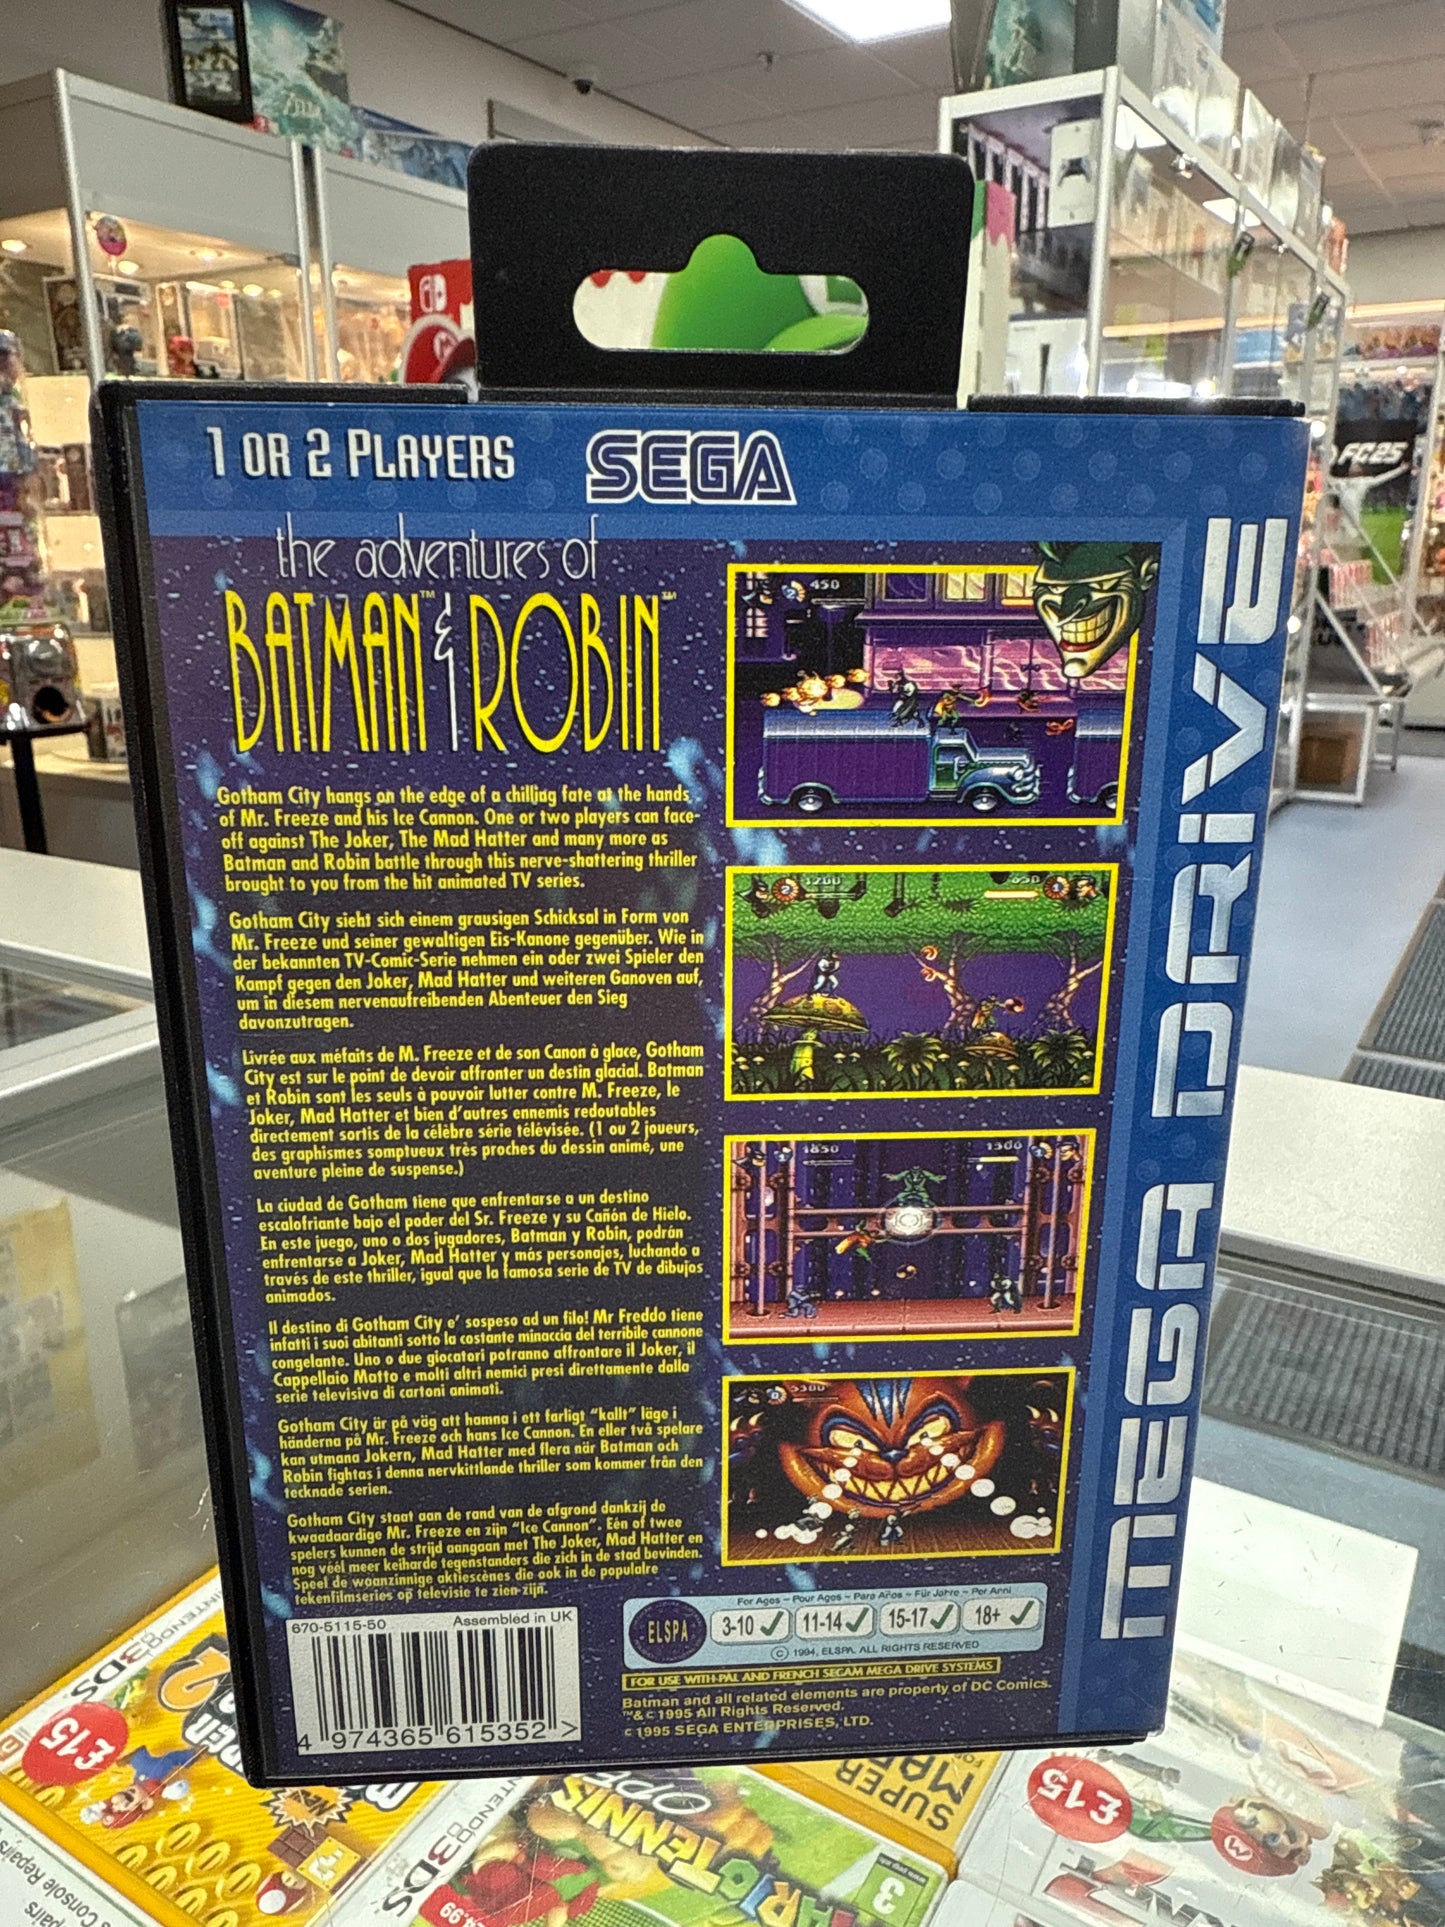 1 OR 2 PLAYERS
SEGA
the adventures of
BATMAN™ & ROBIN™
Gotham City hangs on the edge of a chilling fate at the hands
of Mr. Freeze and his Ice Cannon. One or two players can face-
off against The Joker, The Mad Hatter and many more as
Batman and Robin battle through this nerve-shattering thriller
brought to you from the hit animated TV series.
Gotham City sieht sich einem grausigen Schicksal in Form von
Mr. Freeze und seiner gewaltigen Eis-Kanone gegenüber. Wie in
der bekannten TV-Comic-Serie nehmen ein oder zwei Spieler den
Kampf gegen den Joker, Mad Hatter und weiteren Ganoven auf,
um in diesem nervenaufreibenden Abenteuer den Sieg
davonzutragen.
Livrée aux méfaits de M. Freeze et de son Canon à glace, Gotham
City est sur le point de devoir affronter un destin glacial. Batman
et Robin sont les seuls à pouvoir lutter contre M. Freeze, le
Joker, Mad Hatter et bien d'autres ennemis redoutables
directement sortis de la célèbre série télévisée. (1 ou 2 joueurs,
des graphismes somptueux très proches du dessin animé, une
aventure pleine de suspense.)
La ciudad de Gotham tiene que enfrentarse a un destino
escalofriante bajo el poder del Sr. Freeze y su Cañón de Hielo.
En este juego, uno o dos jugadores, Batman y Robin, podrán
enfrentarse a Joker, Mad Hatter y más personajes, luchando a
través de este thriller, igual que la famosa serie de TV de dibujos
animados.
Il destino di Gotham City e' sospeso ad un filo! Mr Freddo tiene
infatti i suoi abitanti sotto la costante minaccia del terribile cannone
congelante. Uno o due giocatori potranno affrontare il Joker, il
Cappellaio Matto e molti altri nemici presi direttamente dalla
serie televisiva di cartoni animati.
Gotham City är på väg att hamna i ett farligt "kallt" läge i
händerna på Mr. Freeze och hans Ice Cannon. En eller två spelare
kan utmana Jokern, Mad Hatter med flera när Batman och
Robin fightas i denna nervkittlande thriller som kommer från den
tecknade serien.
Gotham City staat aan de rand van de afgrond dankzij de
kwaadaardige Mr. Freeze en zijn "Ice Cannon". Eén of twee
spelers kunnen de strijd aangaan met The Joker, Mad Hatter en
nog véél meer keiharde tegenstanders die zich in de stad bevinden.
Speel de waanzinnige aktiescènes die ook in de populaire
tekenfilmseries op televisie te zien zijn.
450
1850
1500
3300
MEGA DRIVE
670-5115-50 Assembled in UK
4 974365 615352 >
For Ages – Pour Ages – Para Años – Für Jahre – Per Anni
ELSPA 3-10 ✓ 11-14 ✓ 15-17 ✓ 18+ ✓
© 1994, ELSPA. ALL RIGHTS RESERVED
FOR USE WITH PAL AND FRENCH SECAM MEGA DRIVE SYSTEMS
Batman and all related elements are property of DC Comics.
™&© 1995 All Rights Reserved.
© 1995 SEGA ENTERPRISES, LTD.
ZELDA
FC25
£15
NINTENDO 3DS
NEW
NINTENDO 3DS
TENNIS
OPEN
3
SUPER
£15
Console Repairs